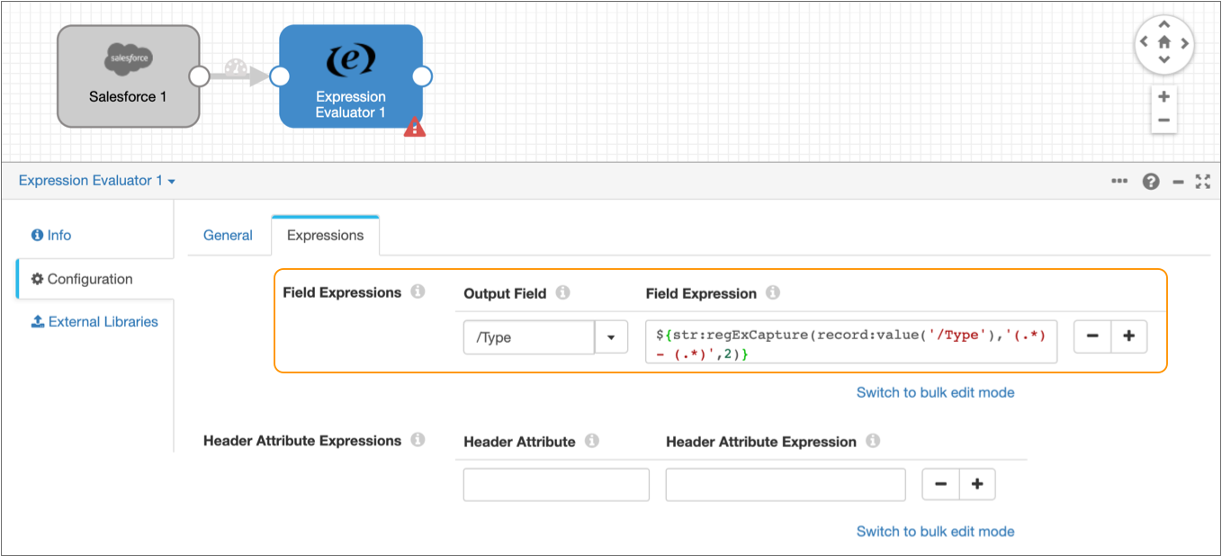 salesforce
Salesforce 1
(e)
Expression
Evaluator 1
Expression Evaluator 1
Info
General
Expressions
Configuration
External Libraries
Field Expressions
Output Field
Field Expression
/Type
${str:regExCapture(record:value('/Type'),'(.*)
- (.*)',2)}
Switch to bulk edit mode
Header Attribute Expressions
Header Attribute
Header Attribute Expression
Switch to bulk edit mode